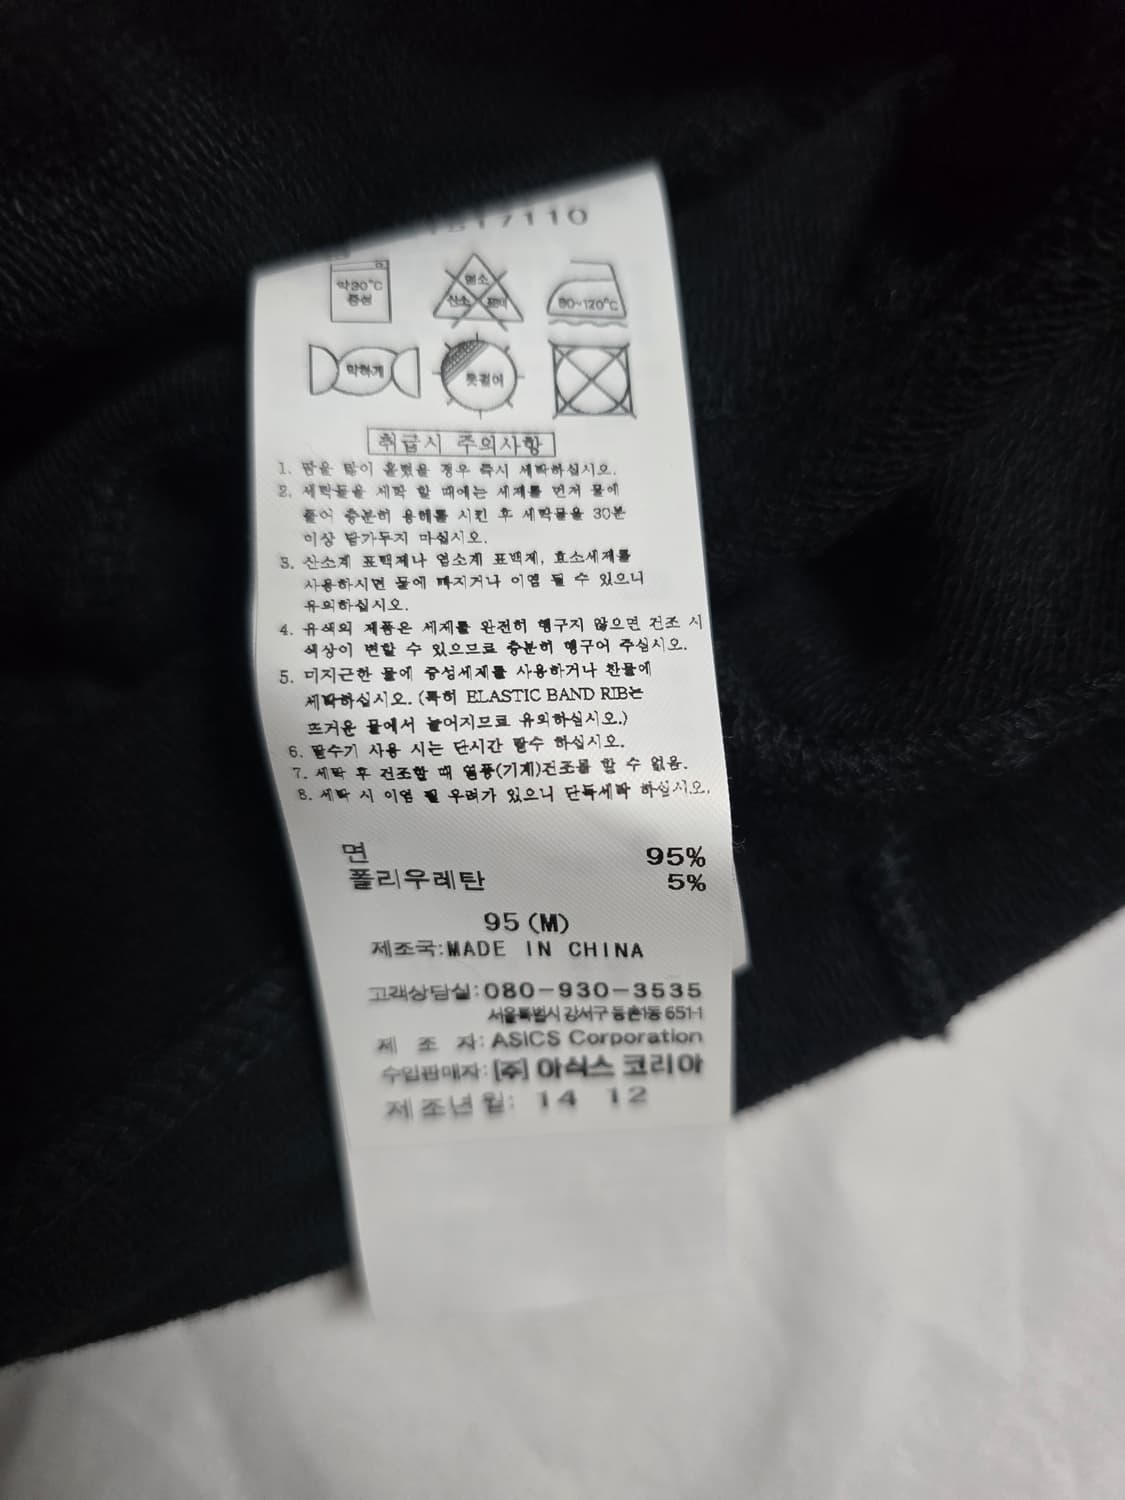 17110
약30℃
중성
염소
산소
표백
80~120℃
약하게
옷걸이
취급시 주의사항
1. 땀을 많이 흘렸을 경우 즉시 세탁하십시오.
2. 세탁물을 세탁 할 때에는 세제를 먼저 물에
풀어 충분히 용해를 시킨 후 세탁물을 30분
이상 담가두지 마십시오.
3. 산소계 표백제나 염소계 표백제, 효소세제를
사용하시면 물에 빠지거나 이염 될 수 있으니
유의하십시오.
4. 유색의 제품은 세제를 완전히 헹구지 않으면 건조 시
색상이 변할 수 있으므로 충분히 헹구어 주십시오.
5. 미지근한 물에 중성세제를 사용하거나 찬물에
세탁하십시오. (특히 ELASTIC BAND RIB는
뜨거운 물에서 늘어지므로 유의하십시오.)
6. 탈수기 사용 시는 단시간 탈수 하십시오.
7. 세탁 후 건조할 때 열풍(기계)건조를 할 수 없음.
8. 세탁 시 이염 될 우려가 있으니 단독세탁 하십시오.
면 95%
폴리우레탄 5%
95 (M)
제조국:MADE IN CHINA
고객상담실:080-930-3535
서울특별시 강서구 등촌1동 651-1
제 조 자: ASICS Corporation
수입판매자: [주] 아식스 코리아
제조년월: 14 12